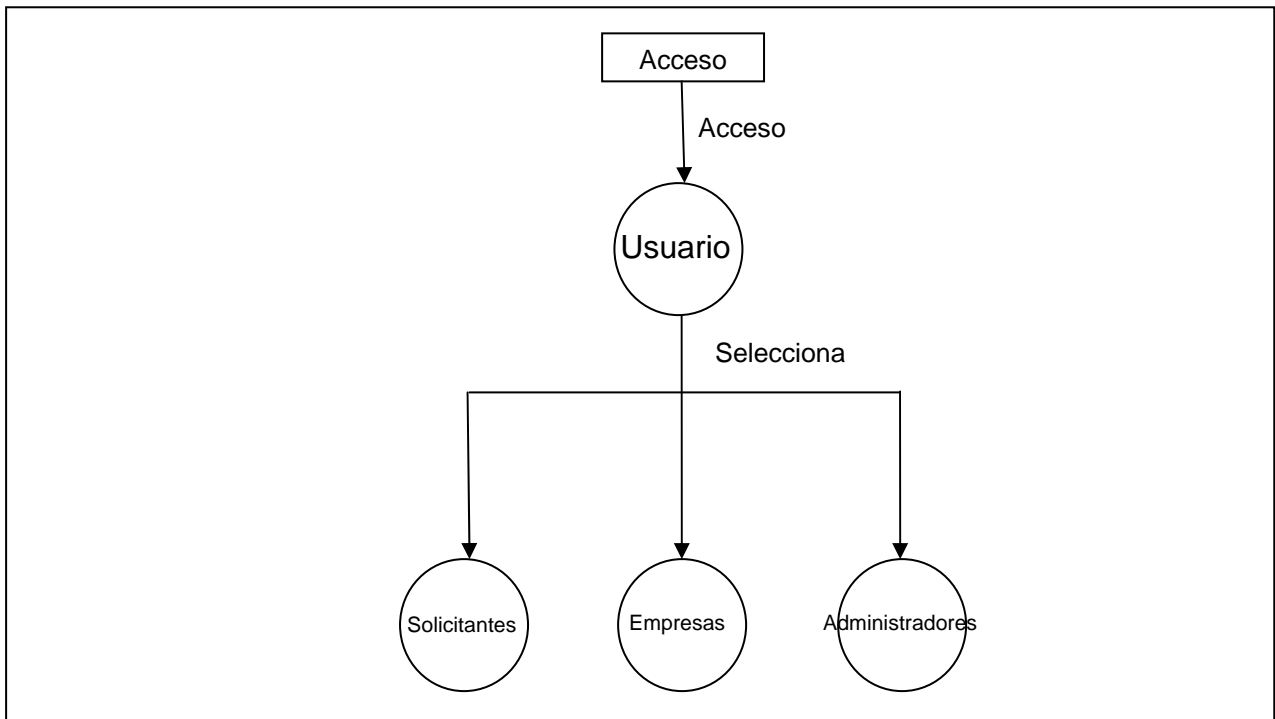 Acceso
Acceso
Usuario
Selecciona
Solicitantes
Empresas
Administradores